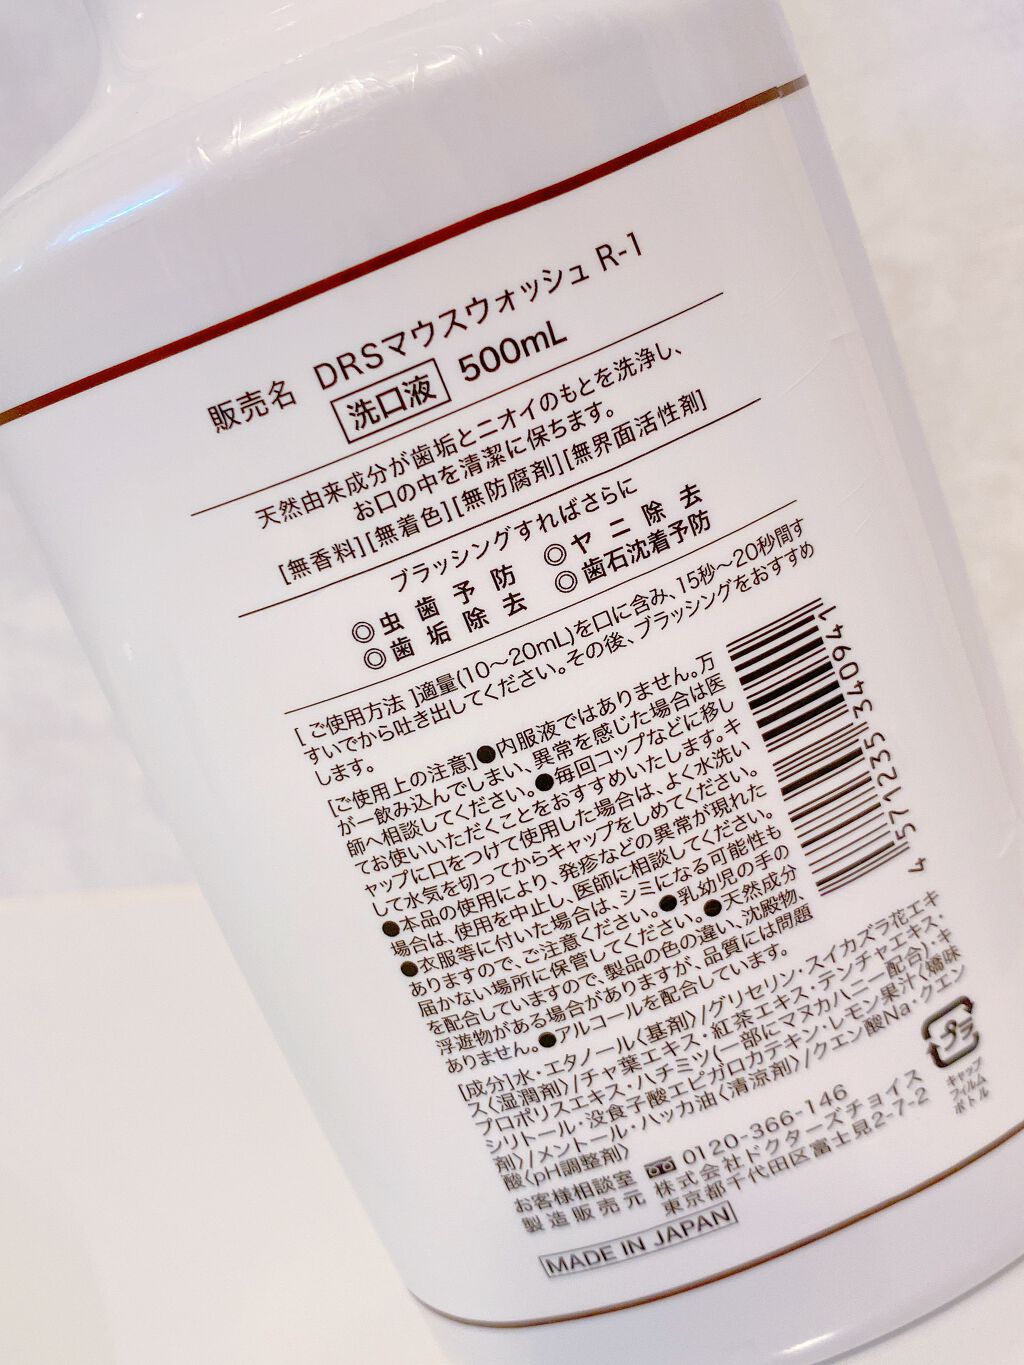 販売名 DRSマウスウォッシュ R-1
洗口液 500mL
天然由来成分が歯垢とニオイのもとを洗浄し、
お口の中を清潔に保ちます。
[無香料][無着色][無防腐剤][無界面活性剤]
ブラッシングすればさらに
◎虫歯予防 ◎ヤニ除去
◎歯垢除去 ◎歯石沈着予防
[ご使用方法]適量(10〜20mL)を口に含み、15秒〜20秒間す
すいでから吐き出してください。その後、ブラッシングをおすすめ
します。
[ご使用上の注意]●内服液ではありません。万
が一飲み込んでしまい、異常を感じた場合は医
師へ相談してください。●毎回コップなどに移し
てお使いいただくことをおすすめいたします。キ
ャップに口をつけて使用した場合は、よく水洗い
して水気を切ってからキャップをしめてください。
●本品の使用により、発疹などの異常が現れた
場合は、使用を中止し、医師に相談してください。
●衣服等に付いた場合は、シミになる可能性も
ありますので、ご注意ください。●乳幼児の手の
届かない場所に保管してください。●天然成分
を配合していますので、製品の色の違い、沈殿物、
浮遊物がある場合がありますが、品質には問題
ありません。●アルコールを配合しています。
4 571235 340941
[成分]水・エタノール〈基剤〉/グリセリン・スイカズラ花エキ
ス〈湿潤剤〉/チャ葉エキス・紅茶エキス・テンチャエキス・
プロポリスエキス・ハチミツ(一部にマヌカハニー配合)・キ
シリトール・没食子酸エピガロカテキン・レモン果汁〈矯味
剤〉/メントール・ハッカ油〈清涼剤〉/クエン酸Na・クエン
酸〈pH調整剤〉
プラ
キャップ
フィルム
ボトル
お客様相談室 0120-366-146
製造販売元 株式会社ドクターズチョイス
東京都千代田区富士見2-7-2
MADE IN JAPAN